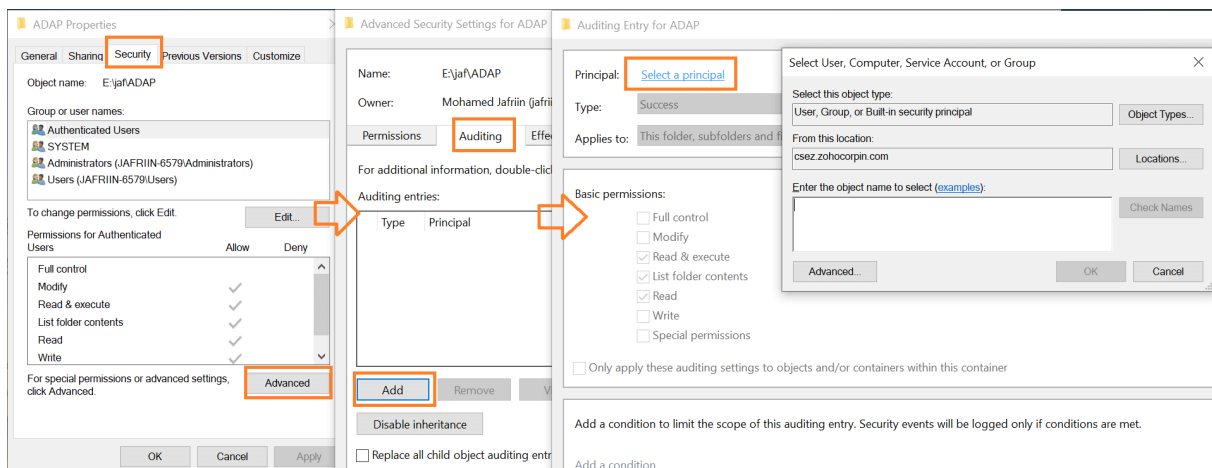 ADAP Properties
General Sharing Security Previous Versions Customize
Object name: E:\jaf\ADAP
Group or user names:
Authenticated Users
SYSTEM
Administrators (JAFRIIN-6579\Administrators)
Users (JAFRIIN-6579\Users)
To change permissions, click Edit.
Edit...
Permissions for Authenticated
Users Allow Deny
Full control
Modify
Read & execute
List folder contents
Read
Write
For special permissions or advanced settings,
click Advanced.
Advanced
OK Cancel Apply
Advanced Security Settings for ADAP
Name: E:\jaf\ADAP
Owner: Mohamed Jafriin (jafrii
Permissions Auditing Effe
For additional information, double-clic
Auditing entries:
Type Principal
Add Remove V
Disable inheritance
Replace all child object auditing entr
Auditing Entry for ADAP
Principal: Select a principal
Type: Success
Applies to: This folder, subfolders and fi
Basic permissions:
Full control
Modify
Read & execute
List folder contents
Read
Write
Special permissions
Only apply these auditing settings to objects and/or containers within this container
Add a condition to limit the scope of this auditing entry. Security events will be logged only if conditions are met.
Add a condition
Select User, Computer, Service Account, or Group
Select this object type:
User, Group, or Built-in security principal
Object Types...
From this location:
csez.zohocorpin.com
Locations...
Enter the object name to select (examples):
Check Names
Advanced...
OK Cancel